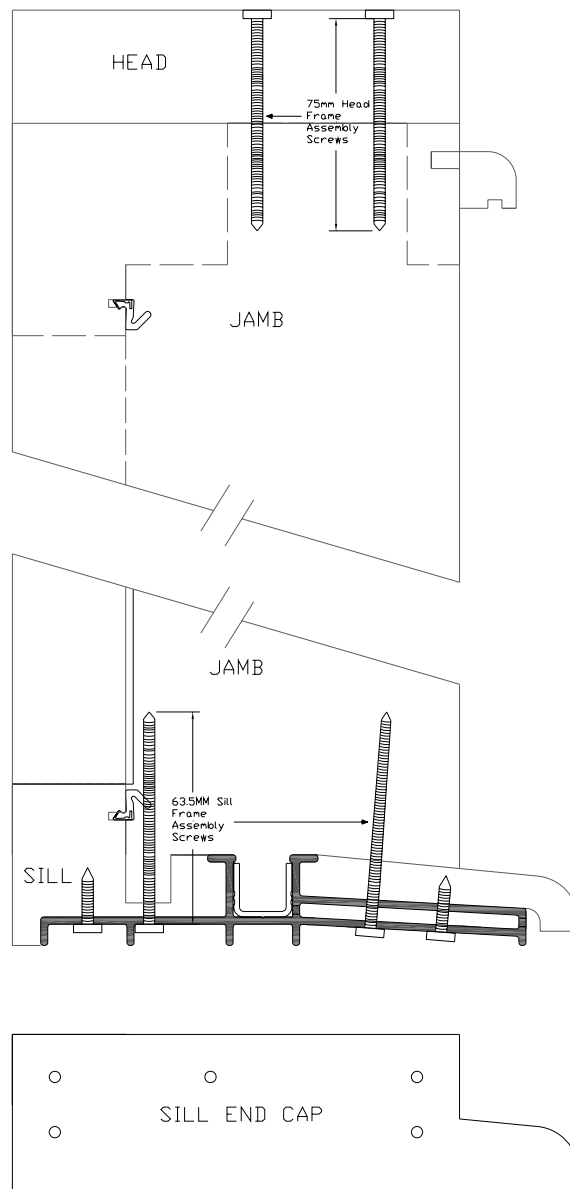 HEAD
75mm Head
Frame
Assembly
Screws
JAMB
JAMB
63.5MM Sill
Frame
Assembly
Screws
SILL
SILL END CAP